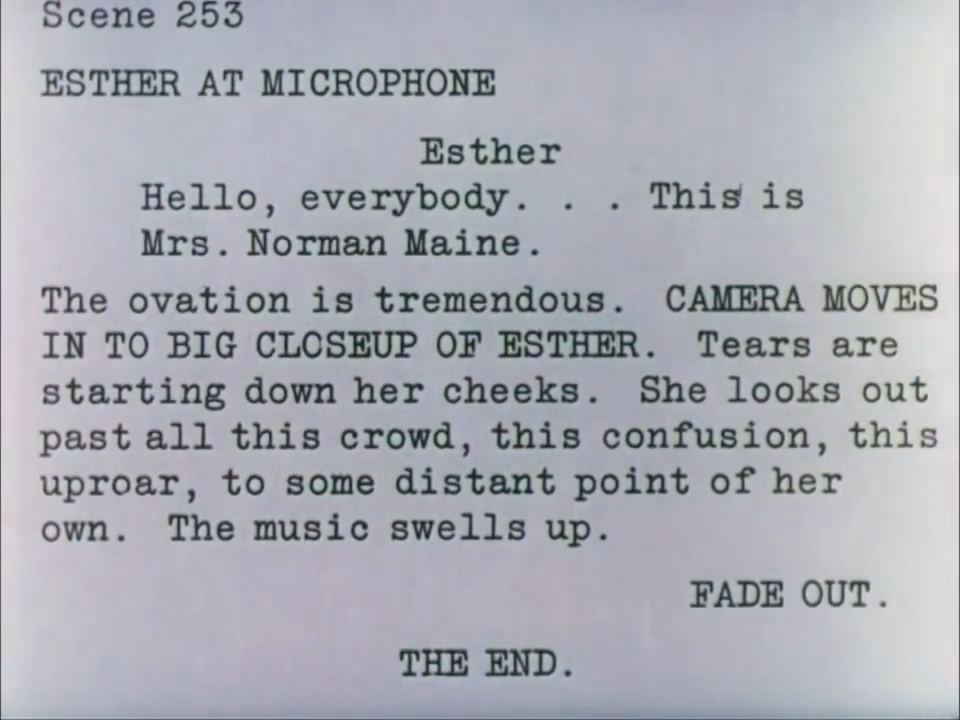 Scene 253
ESTHER AT MICROPHONE
Esther
Hello, everybody. . . This is
Mrs. Norman Maine.
The ovation is tremendous. CAMERA MOVES
IN TO BIG CLOSEUP OF ESTHER. Tears are
starting down her cheeks. She looks out
past all this crowd, this confusion, this
uproar, to some distant point of her
own. The music swells up.
FADE OUT.
THE END.